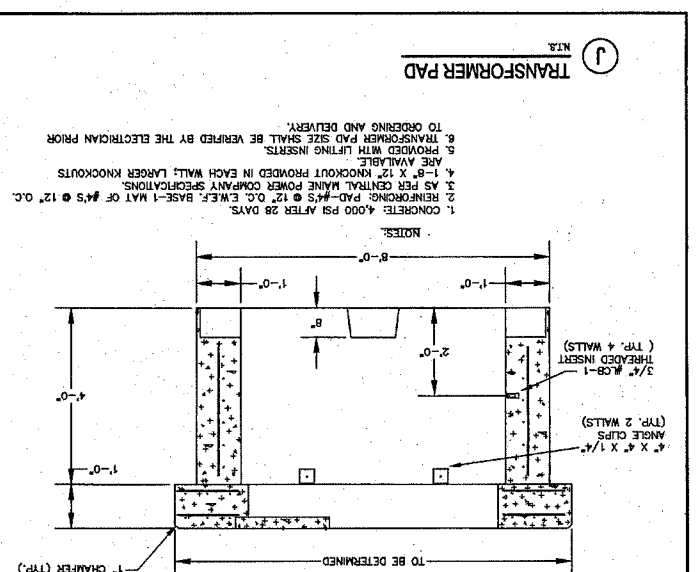 1" CHAMFER (TYP.)
TO BE DETERMINED
1'-0"
4" X 4" X 1/4"
ANGLE CLIPS
(TYP. 2 WALLS)
4'-0"
2'-0"
3/4" #LCB-1
THREADED INSERT
( TYP. 4 WALLS)
8"
1'-0"
1'-0"
8'-0"
NOTES:
1. CONCRETE: 4,000 PSI AFTER 28 DAYS.
2. REINFORCING: PAD-#4'S @ 12" O.C. E.W.E.F. BASE-1 MAT OF #4'S @ 12" O.C.
3. AS PER CENTRAL MAINE POWER COMPANY SPECIFICATIONS.
4. 1-8" X 12" KNOCKOUT PROVIDED IN EACH WALL; LARGER KNOCKOUTS
ARE AVAILABLE.
5. PROVIDED WITH LIFTING INSERTS.
6. TRANSFORMER PAD SIZE SHALL BE VERIFIED BY THE ELECTRICIAN PRIOR
TO ORDERING AND DELIVERY.
J
TRANSFORMER PAD
N.T.S.